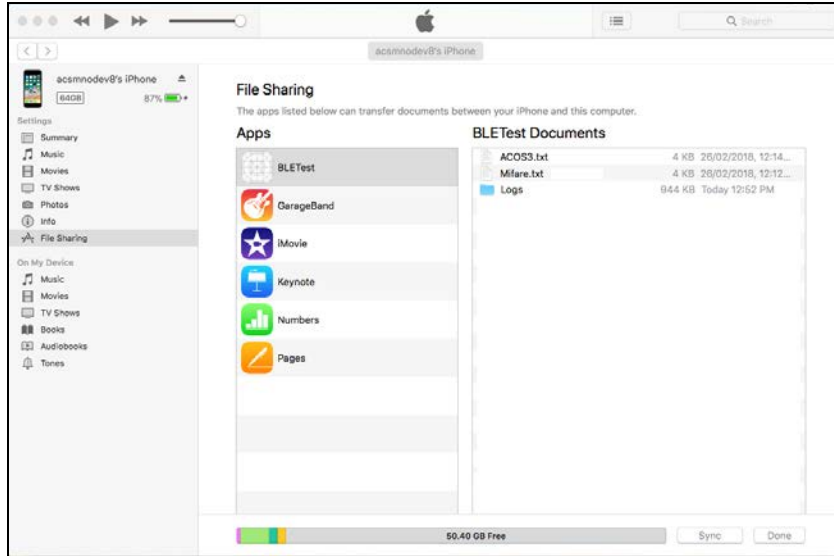 Search
acsmnodev8's iPhone
acsmnodev8's iPhone
64GB 87%
Settings
Summary
Music
Movies
TV Shows
Photos
Info
File Sharing
On My Device
Music
Movies
TV Shows
Books
Audiobooks
Tones
File Sharing
The apps listed below can transfer documents between your iPhone and this computer.
Apps
BLETest
GarageBand
iMovie
Keynote
Numbers
Pages
BLETest Documents
ACOS3.txt 4 KB 26/02/2018, 12:14...
Mifare.txt 4 KB 26/02/2018, 12:12...
Logs 944 KB Today 12:52 PM
50.40 GB Free
Sync
Done